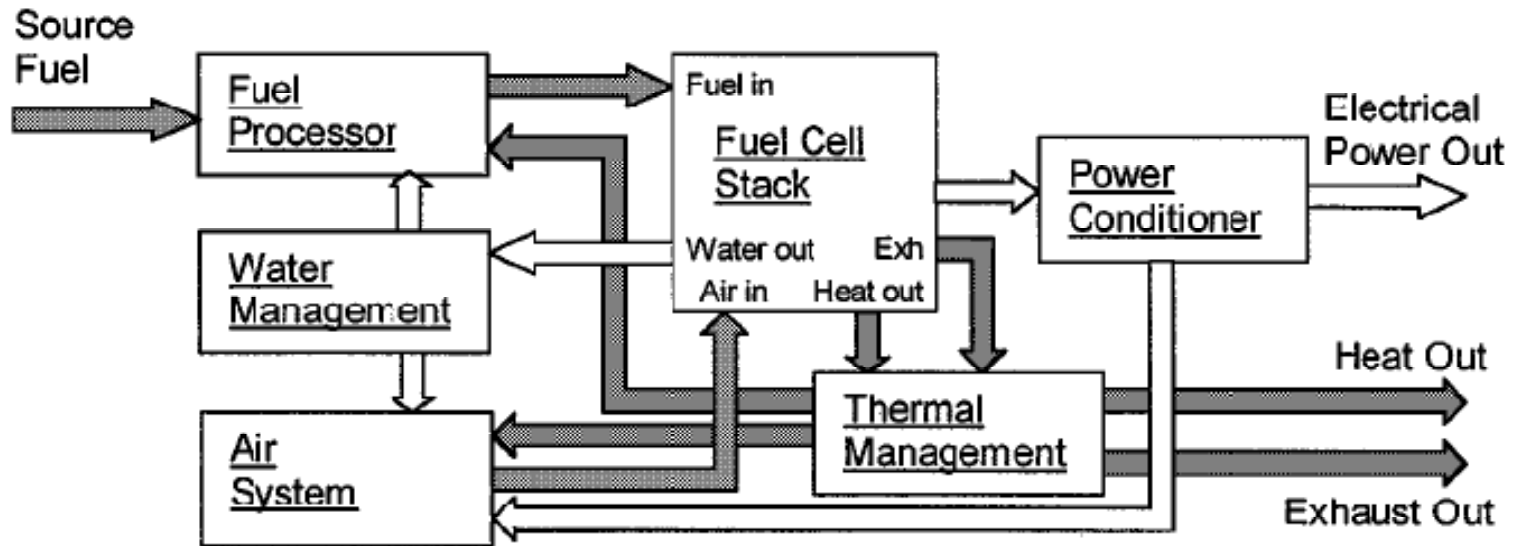 Source
Fuel
Fuel
Processor
Fuel in
Fuel Cell
Stack
Water out
Exh
Air in
Heat out
Power
Conditioner
Electrical
Power Out
Water
Management
Air
System
Thermal
Management
Heat Out
Exhaust Out